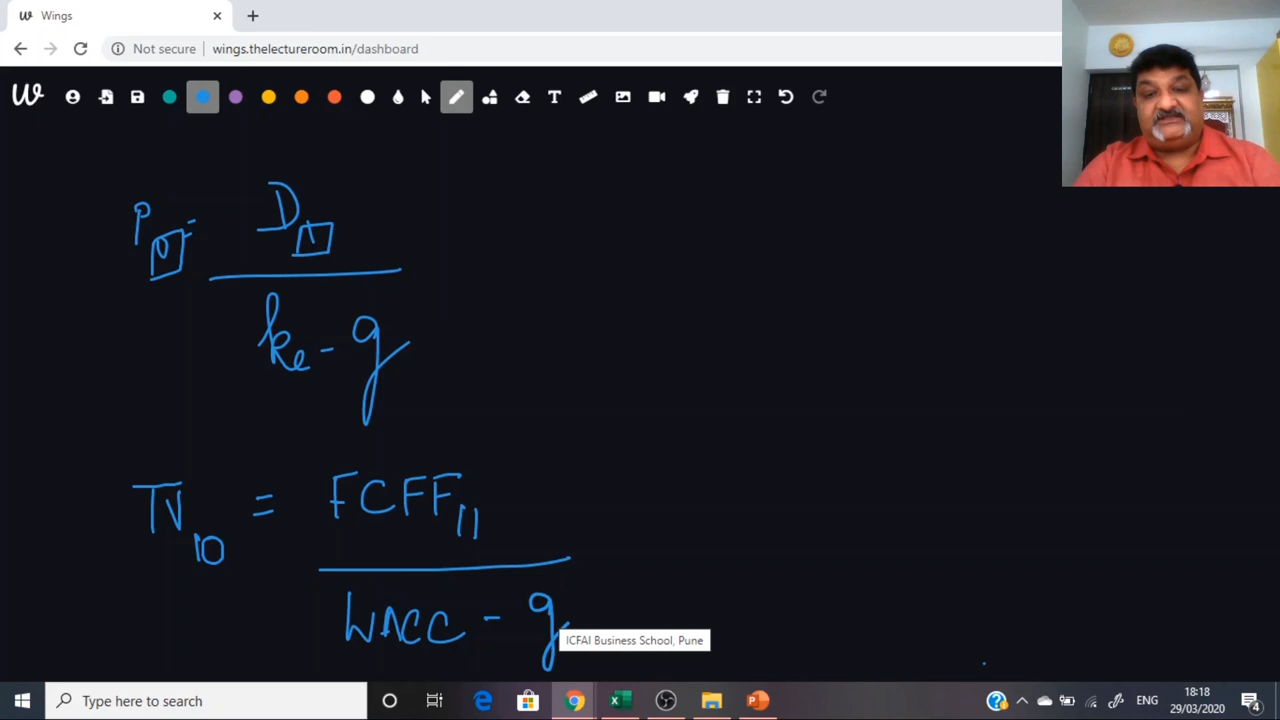 Wings
Not secure wings.thelectureroom.in/dashboard
P0 = D1
ke - g
TV10 = FCFF11
WACC - g
ICFAI Business School, Pune
Type here to search
ENG
18:18
29/03/2020
4